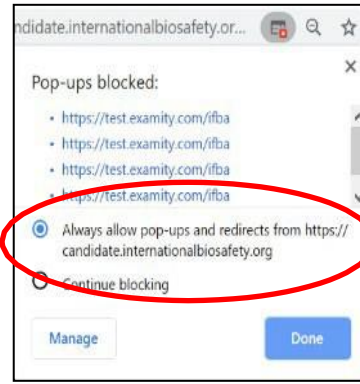 ndidate.internationalbiosafety.or...
Pop-ups blocked:
• https://test.examity.com/ifba
• https://test.examity.com/ifba
• https://test.examity.com/ifba
• https://test.examity.com/ifba
Always allow pop-ups and redirects from https://
candidate.internationalbiosafety.org
Continue blocking
Manage
Done